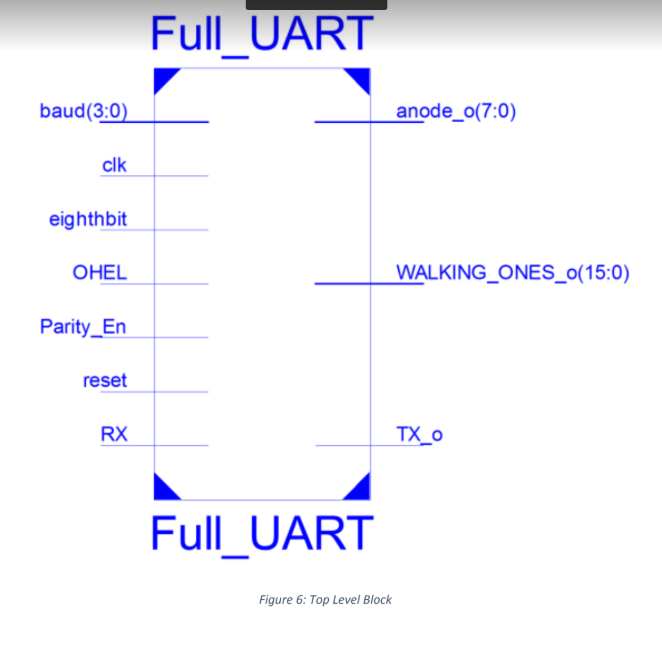 Full_UART
baud(3:0)
anode_o(7:0)
clk
eighthbit
OHEL
WALKING_ONES_o(15:0)
Parity_En
reset
RX
TX_o
Full_UART
Figure 6: Top Level Block